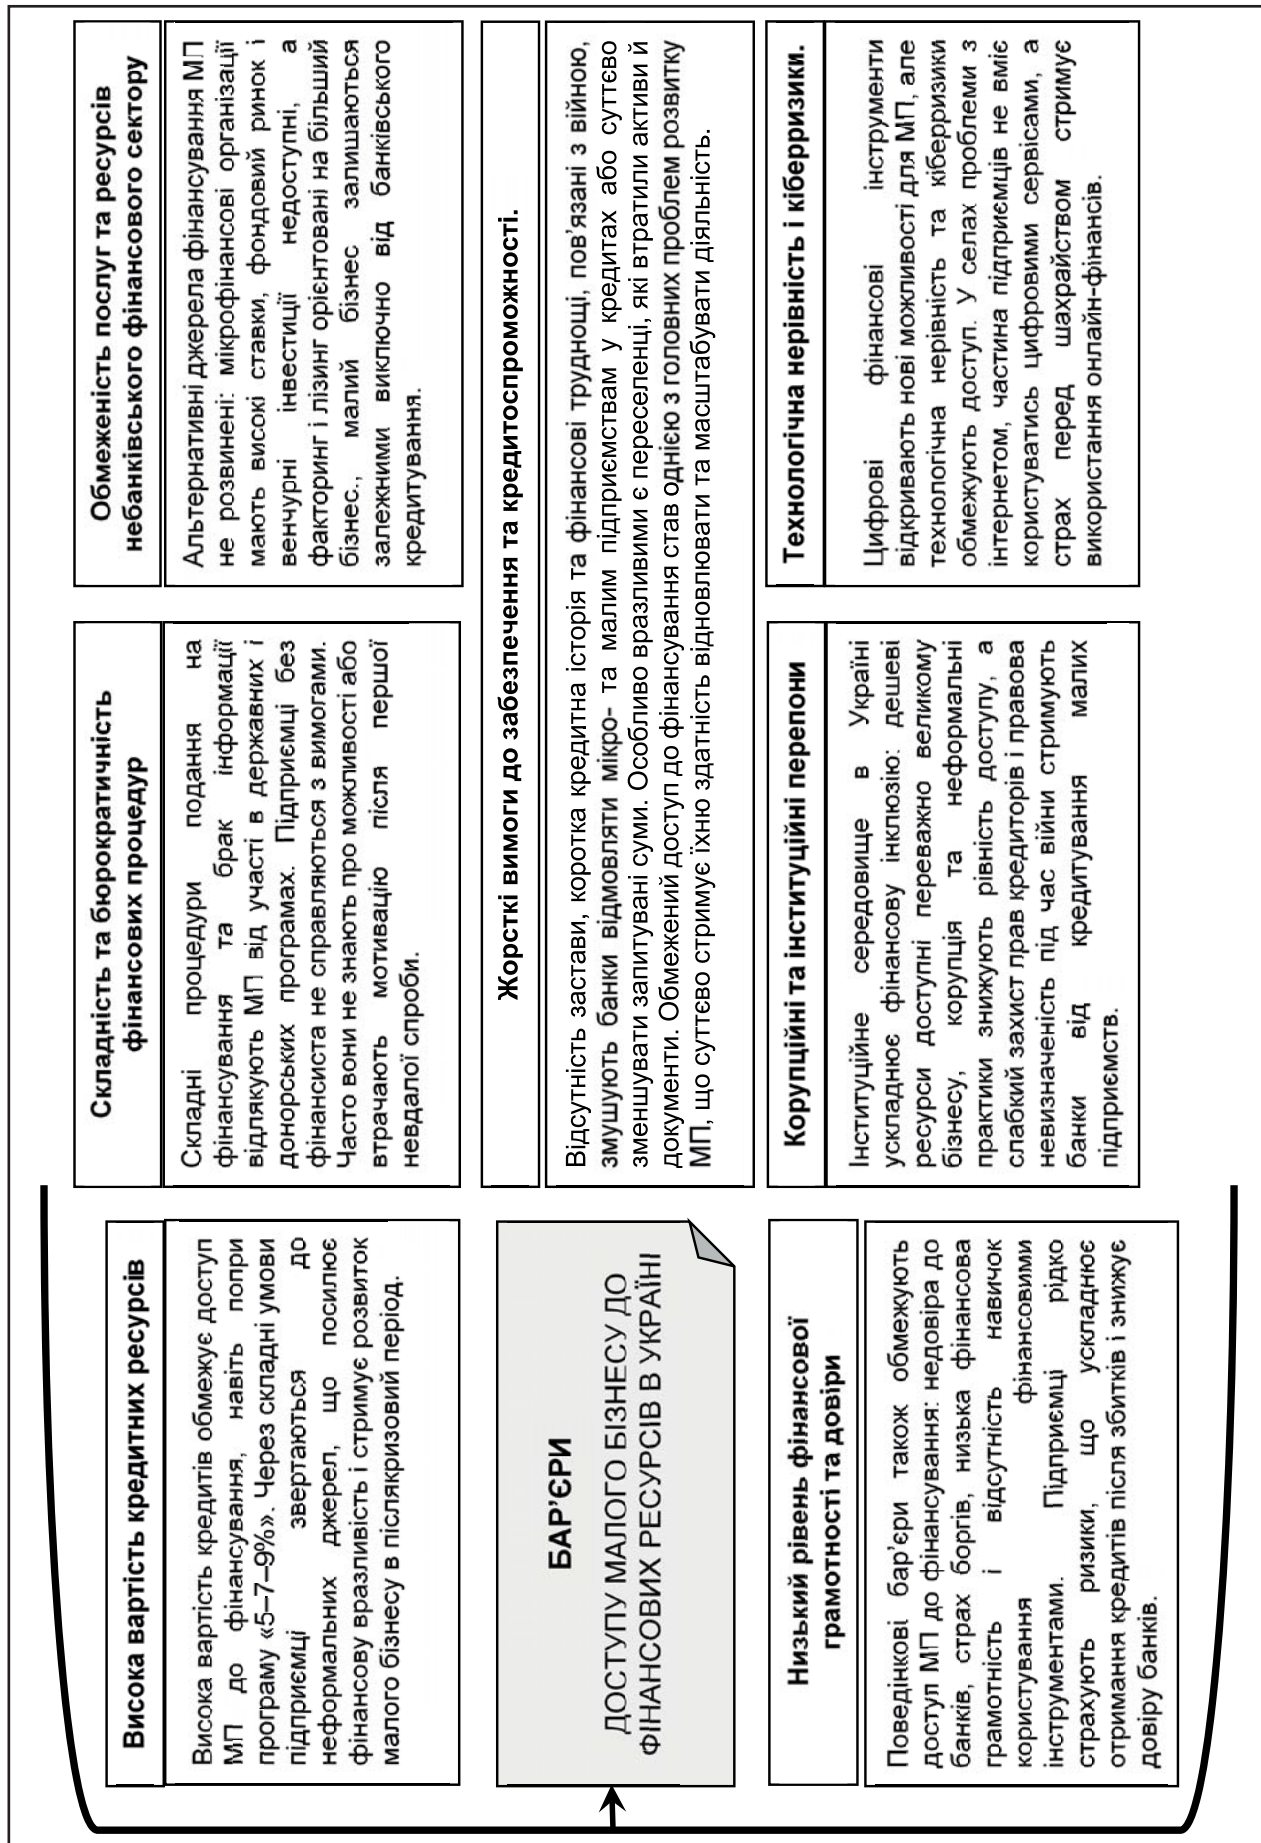 Висока вартість кредитних ресурсів
Висока вартість кредитів обмежує доступ
МП до фінансування, навіть попри
програму «5–7–9%». Через складні умови
підприємці звертаються до
неформальних джерел, що посилює
фінансову вразливість і стримує розвиток
малого бізнесу в післякризовий період.
Складність та бюрократичність
фінансових процедур
Складні процедури подання на
фінансування та брак інформації
відлякують МП від участі в державних і
донорських програмах. Підприємці без
фінансиста не справляються з вимогами.
Часто вони не знають про можливості або
втрачають мотивацію після першої
невдалої спроби.
Обмеженість послуг та ресурсів
небанківського фінансового сектору
Альтернативні джерела фінансування МП
не розвинені: мікрофінансові організації
мають високі ставки, фондовий ринок і
венчурні інвестиції недоступні, а
факторинг і лізинг орієнтовані на більший
бізнес., малий бізнес залишаються
залежними виключно від банківського
кредитування.
БАР’ЄРИ
ДОСТУПУ МАЛОГО БІЗНЕСУ ДО
ФІНАНСОВИХ РЕСУРСІВ В УКРАЇНІ
Жорсткі вимоги до забезпечення та кредитоспроможності.
Відсутність застави, коротка кредитна історія та фінансові труднощі, пов’язані з війною,
змушують банки відмовляти мікро- та малим підприємствам у кредитах або суттєво
зменшувати запитувані суми. Особливо вразливими є переселенці, які втратили активи й
документи. Обмежений доступ до фінансування став однією з головних проблем розвитку
МП, що суттєво стримує їхню здатність відновлювати та масштабувати діяльність.
Низький рівень фінансової
грамотності та довіри
Поведінкові бар’єри також обмежують
доступ МП до фінансування: недовіра до
банків, страх боргів, низька фінансова
грамотність і відсутність навичок
користування фінансовими
інструментами. Підприємці рідко
страхують ризики, що ускладнює
отримання кредитів після збитків і знижує
довіру банків.
Корупційні та інституційні перепони
Інституційне середовище в Україні
ускладнює фінансову інклюзію: дешеві
ресурси доступні переважно великому
бізнесу, корупція та неформальні
практики знижують рівність доступу, а
слабкий захист прав кредиторів і правова
невизначеність під час війни стримують
банки від кредитування малих
підприємств.
Технологічна нерівність і кіберризики.
Цифрові фінансові інструменти
відкривають нові можливості для МП, але
технологічна нерівність та кіберризики
обмежують доступ. У селах проблеми з
інтернетом, частина підприємців не вміє
користуватись цифровими сервісами, а
страх перед шахрайством стримує
використання онлайн-фінансів.